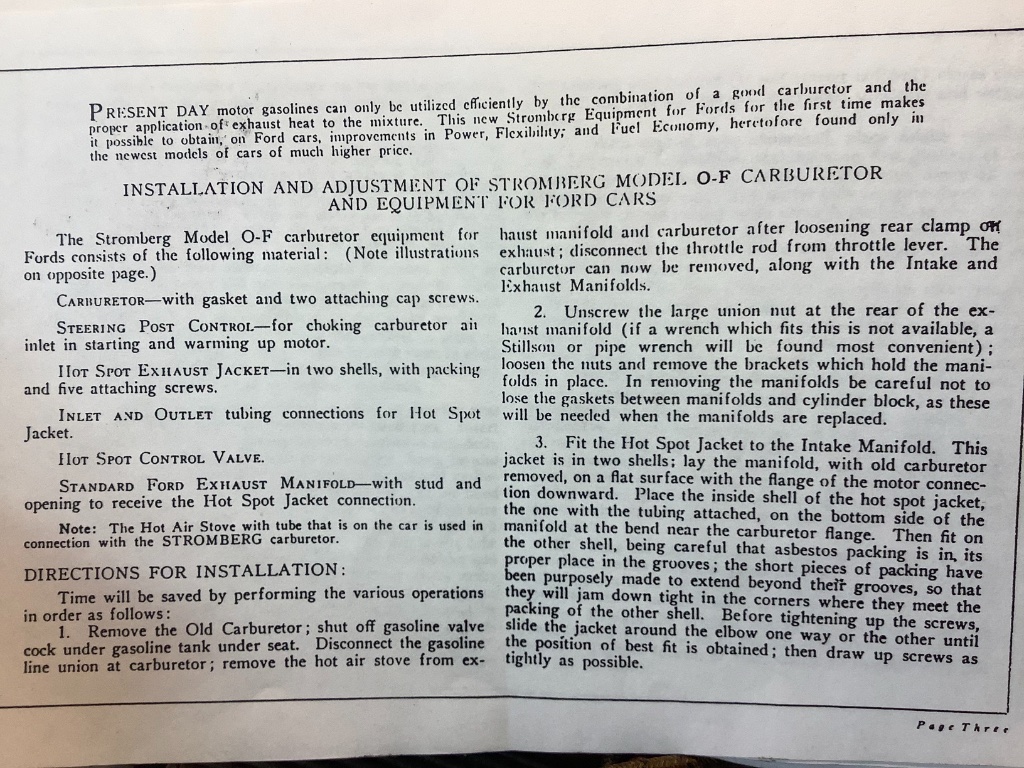 PRESENT DAY motor gasolines can only be utilized efficiently by the combination of a good carburetor and the
proper application of exhaust heat to the mixture. This new Stromberg Equipment for Fords for the first time makes
it possible to obtain, on Ford cars, improvements in Power, Flexibility, and Fuel Economy, heretofore found only in
the newest models of cars of much higher price.
INSTALLATION AND ADJUSTMENT OF STROMBERG MODEL O-F CARBURETOR
AND EQUIPMENT FOR FORD CARS
The Stromberg Model O-F carburetor equipment for
Fords consists of the following material: (Note illustrations
on opposite page.)
CARBURETOR—with gasket and two attaching cap screws.
STEERING POST CONTROL—for choking carburetor air
inlet in starting and warming up motor.
HOT SPOT EXHAUST JACKET—in two shells, with packing
and five attaching screws.
INLET AND OUTLET tubing connections for Hot Spot
Jacket.
HOT SPOT CONTROL VALVE.
STANDARD FORD EXHAUST MANIFOLD—with stud and
opening to receive the Hot Spot Jacket connection.
Note: The Hot Air Stove with tube that is on the car is used in
connection with the STROMBERG carburetor.
DIRECTIONS FOR INSTALLATION:
Time will be saved by performing the various operations
in order as follows:
1. Remove the Old Carburetor; shut off gasoline valve
cock under gasoline tank under seat. Disconnect the gasoline
line union at carburetor; remove the hot air stove from ex-
haust manifold and carburetor after loosening rear clamp on
exhaust; disconnect the throttle rod from throttle lever. The
carburetor can now be removed, along with the Intake and
Exhaust Manifolds.
2. Unscrew the large union nut at the rear of the ex-
haust manifold (if a wrench which fits this is not available, a
Stillson or pipe wrench will be found most convenient);
loosen the nuts and remove the brackets which hold the mani-
folds in place. In removing the manifolds be careful not to
lose the gaskets between manifolds and cylinder block, as these
will be needed when the manifolds are replaced.
3. Fit the Hot Spot Jacket to the Intake Manifold. This
jacket is in two shells; lay the manifold, with old carburetor
removed, on a flat surface with the flange of the motor connec-
tion downward. Place the inside shell of the hot spot jacket,
the one with the tubing attached, on the bottom side of the
manifold at the bend near the carburetor flange. Then fit on
the other shell, being careful that asbestos packing is in its
proper place in the grooves; the short pieces of packing have
been purposely made to extend beyond their grooves, so that
they will jam down tight in the corners where they meet the
packing of the other shell. Before tightening up the screws,
slide the jacket around the elbow one way or the other until
the position of best fit is obtained; then draw up screws as
tightly as possible.
Page Three